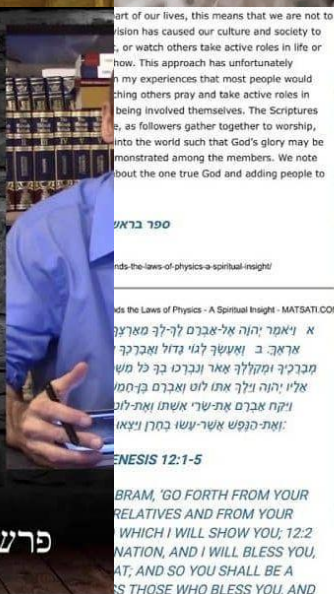 art of our lives, this means that we are not to
vision has caused our culture and society to
, or watch others take active roles in life or
how. This approach has unfortunately
my experiences that most people would
ching others pray and take active roles in
being involved themselves. The Scriptures
e, as followers gather together to worship,
into the world such that God's glory may be
monstrated among the members. We note
bout the one true God and adding people to
ספר בראש
nds-the-laws-of-physics-a-spiritual-insight/
ds the Laws of Physics - A Spiritual Insight - MATSATI.CO
א וַיֹּאמֶר יְהוָה אֶל-אַבְרָם לֶךְ-לְךָ מֵאַרְצְךָ
אַרְאֶךָּ: ב וְאֶעֶשְׂךָ לְגוֹי גָּדוֹל וַאֲבָרֶכְךָ
מְבָרֲכֶיךָ וּמְקַלֶּלְךָ אָאֹר וְנִבְרְכוּ בְךָ כֹּל מִשְׁפ
אֵלָיו יְהוָה וַיֵּלֶךְ אִתּוֹ לוֹט וְאַבְרָם בֶּן-חָמֵשׁ
וַיִּקַּח אַבְרָם אֶת-שָׂרַי אִשְׁתּוֹ וְאֶת-לוֹט
וְאֶת-הַנֶּפֶשׁ אֲשֶׁר-עָשׂוּ בְחָרָן וַיֵּצְאוּ:
ENESIS 12:1-5
BRAM, 'GO FORTH FROM YOUR
RELATIVES AND FROM YOUR
WHICH I WILL SHOW YOU; 12:2
NATION, AND I WILL BLESS YOU,
AT; AND SO YOU SHALL BE A
SS THOSE WHO BLESS YOU, AND
פרש